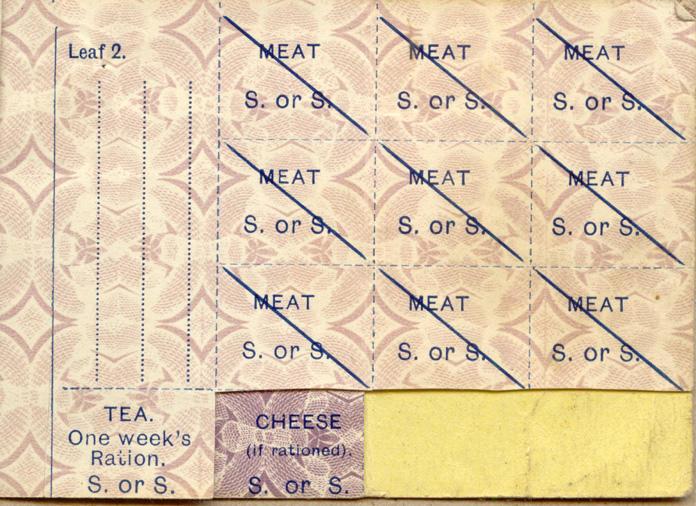 Leaf 2.
MEAT
S. or S.
MEAT
S. or S.
MEAT
S. or S.
MEAT
S. or S.
MEAT
S. or S.
MEAT
S. or S.
MEAT
S. or S.
MEAT
S. or S.
MEAT
S. or S.
TEA.
One week's
Ration.
S. or S.
CHEESE
(if rationed).
S. or S.